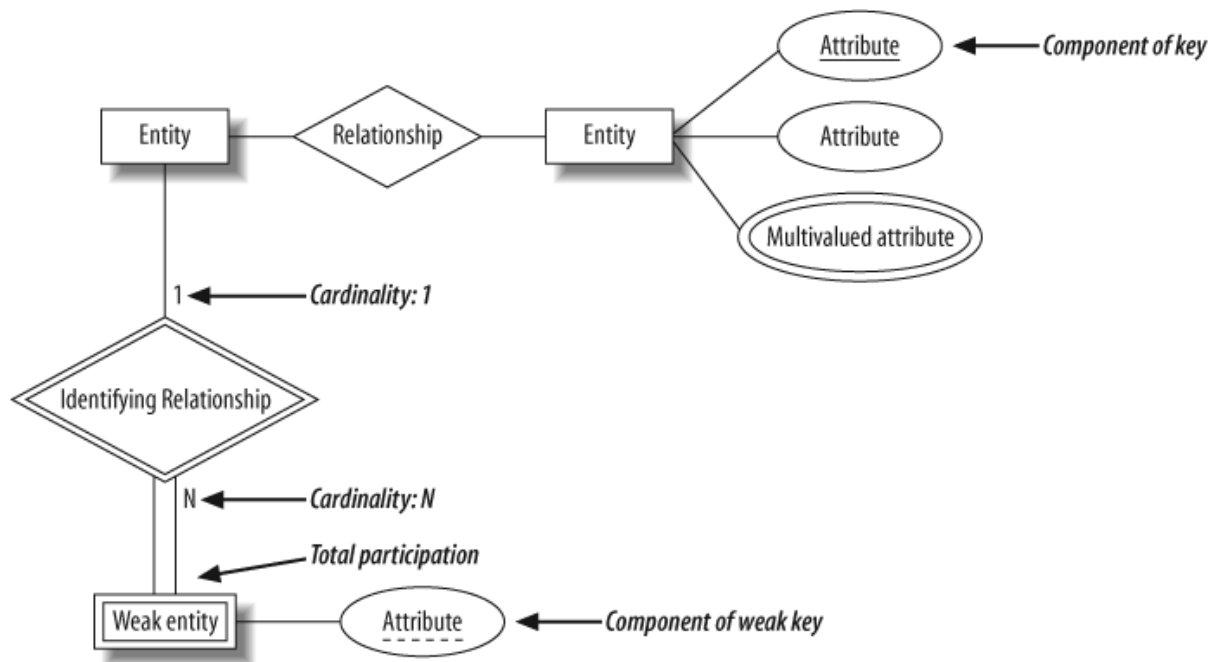 Attribute
Component of key
Entity
Relationship
Entity
Attribute
Multivalued attribute
1
Cardinality: 1
Identifying Relationship
N
Cardinality: N
Total participation
Weak entity
Attribute
Component of weak key